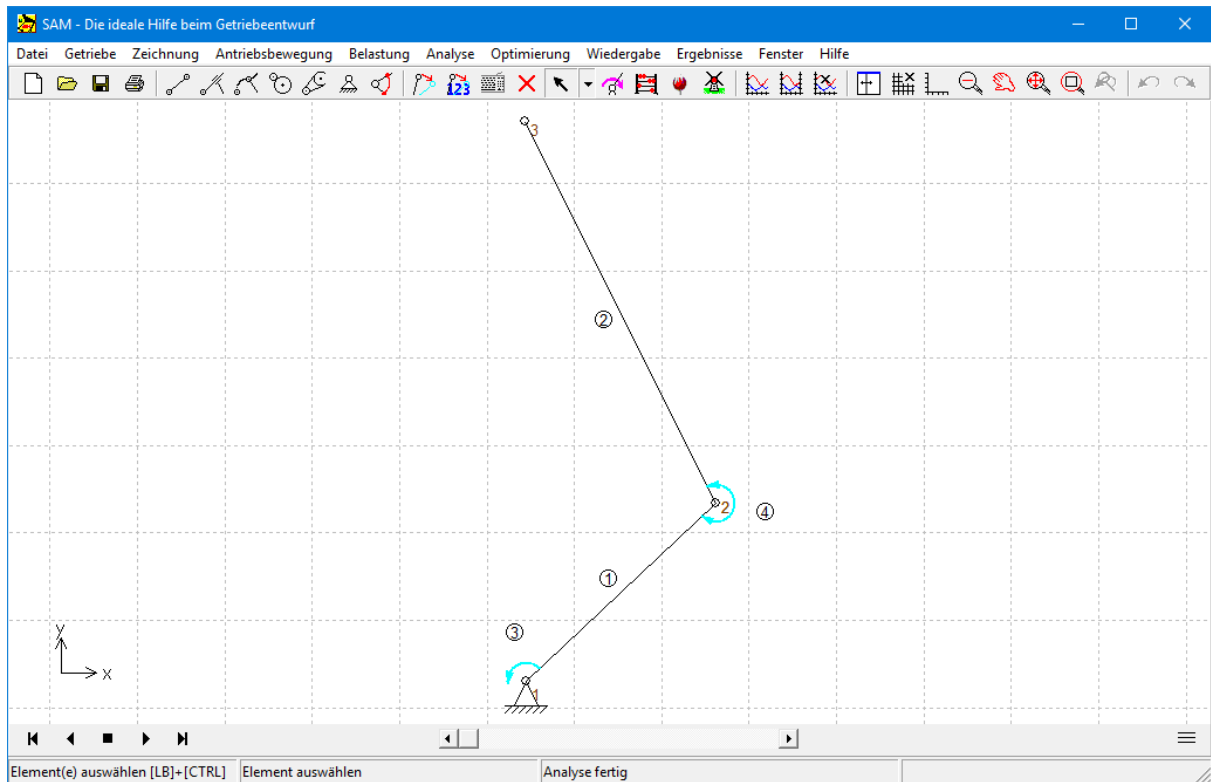 SAM - Die ideale Hilfe beim Getriebeentwurf
Datei Getriebe Zeichnung Antriebsbewegung Belastung Analyse Optimierung Wiedergabe Ergebnisse Fenster Hilfe
123
3
②
2
④
①
③
y
x
1
Element(e) auswählen [LB]+[CTRL] Element auswählen Analyse fertig